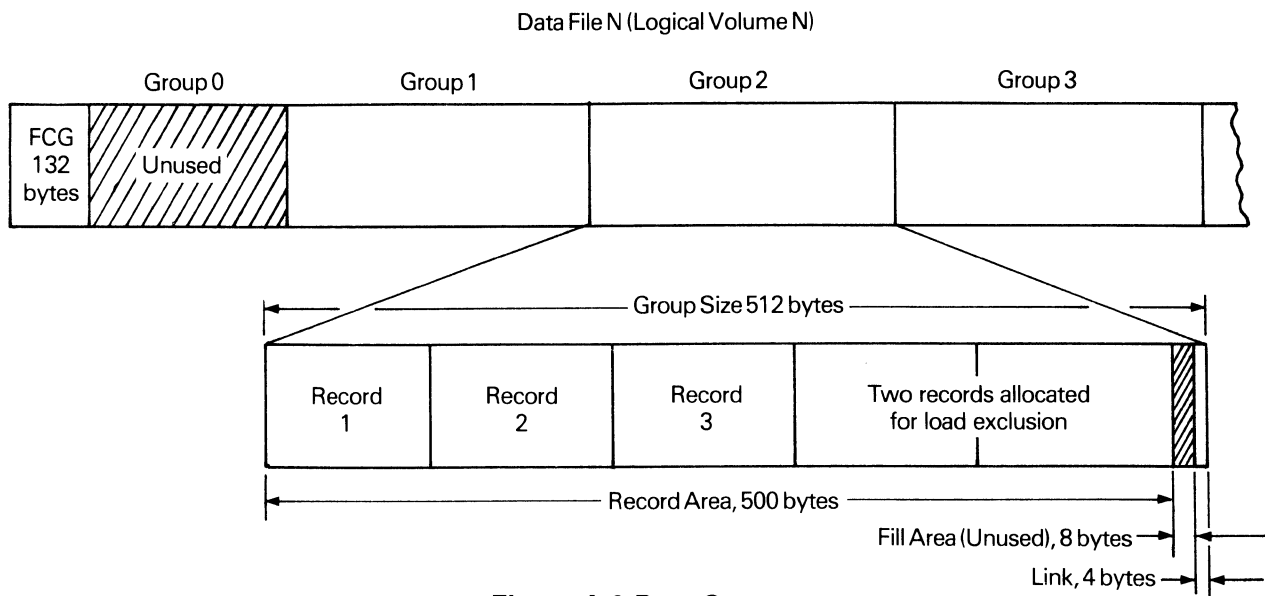 Data File N (Logical Volume N)
Group 0
Group 1
Group 2
Group 3
FCG
132
bytes
Unused
Group Size 512 bytes
Record
1
Record
2
Record
3
Two records allocated
for load exclusion
Record Area, 500 bytes
Fill Area (Unused), 8 bytes
Link, 4 bytes